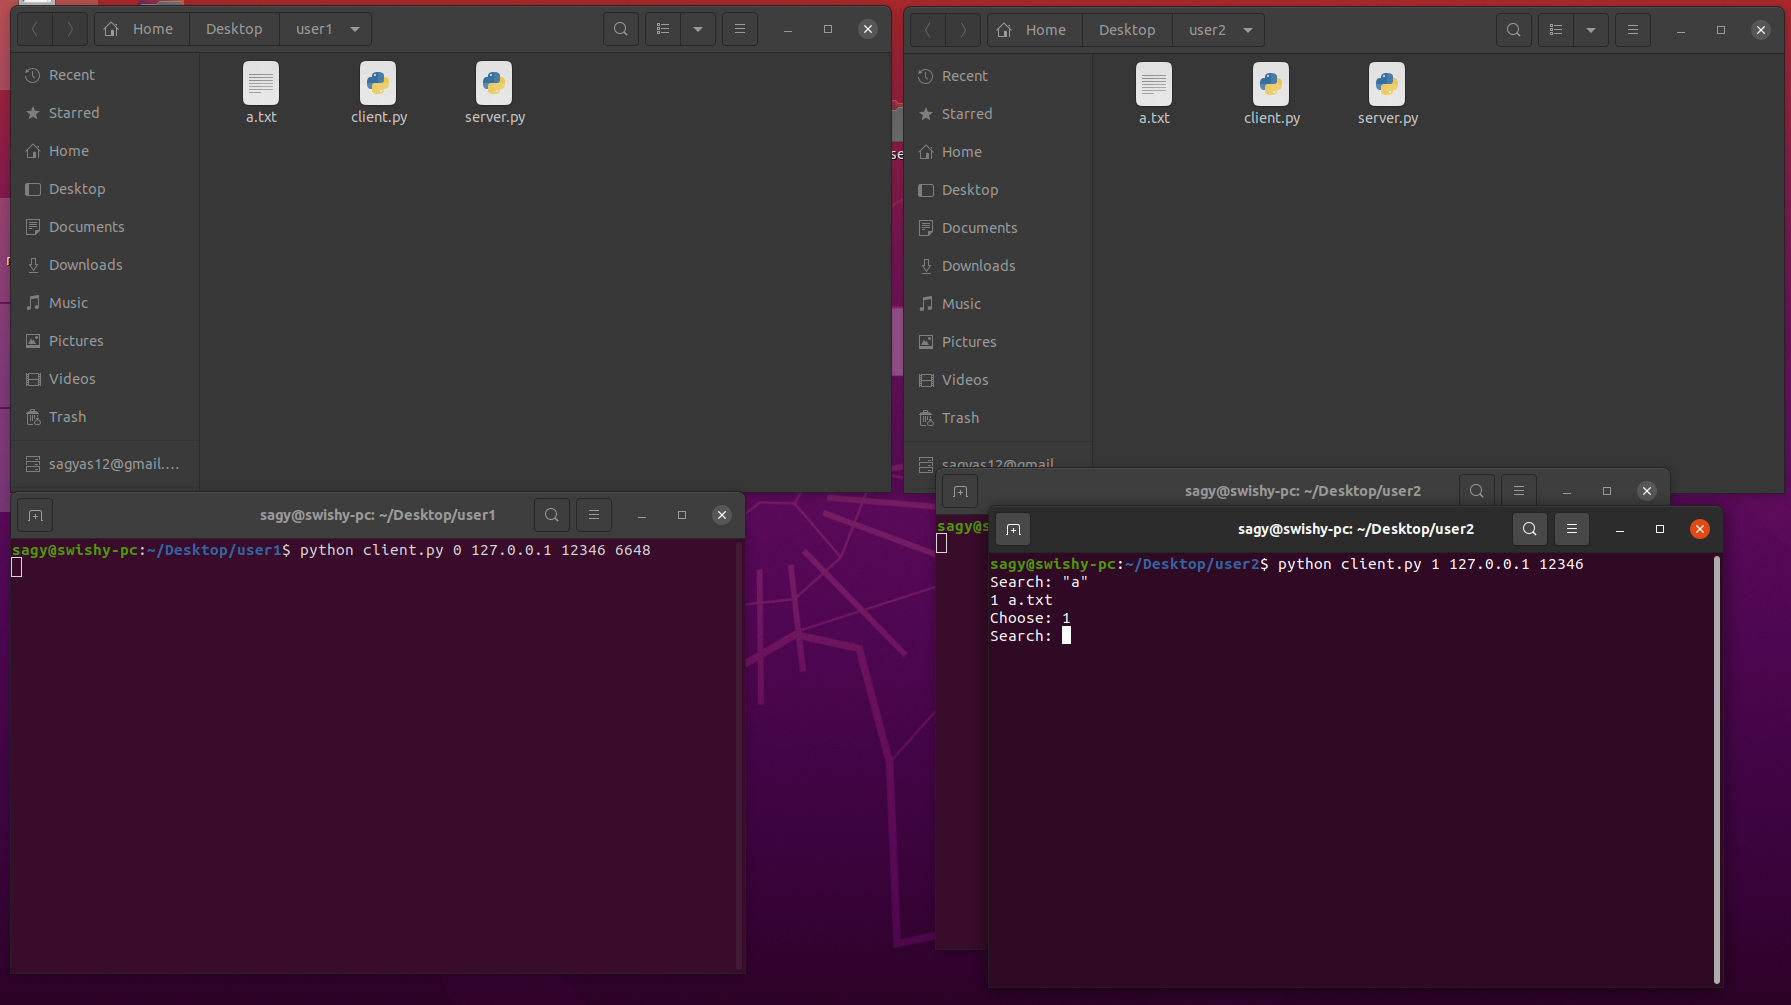 Home Desktop user1
Recent
Starred
Home
Desktop
Documents
Downloads
Music
Pictures
Videos
Trash
sagyas12@gmail.…
a.txt client.py server.py
Home Desktop user2
Recent
Starred
Home
Desktop
Documents
Downloads
Music
Pictures
Videos
Trash
sagyas12@gmail
a.txt client.py server.py
se
sagy@swishy-pc: ~/Desktop/user1
sagy@swishy-pc:~/Desktop/user1$ python client.py 0 127.0.0.1 12346 6648
sagy@swishy-pc: ~/Desktop/user2
sagy@s
sagy@swishy-pc: ~/Desktop/user2
sagy@swishy-pc:~/Desktop/user2$ python client.py 1 127.0.0.1 12346
Search: "a"
1 a.txt
Choose: 1
Search: